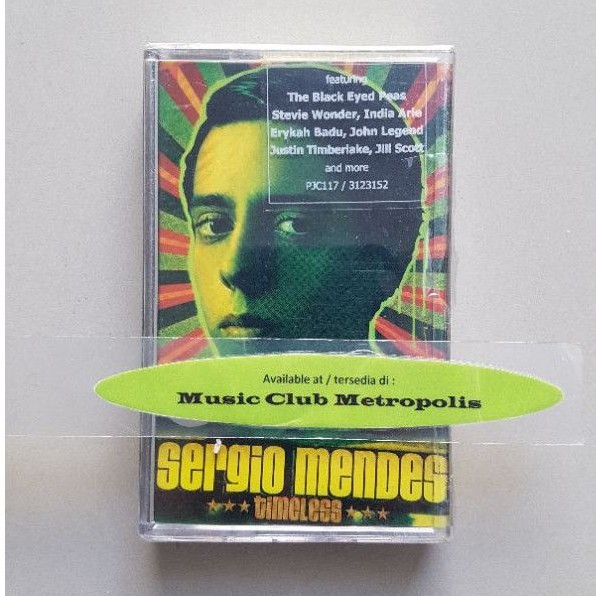 featuring
The Black Eyed Peas
Stevie Wonder, India Arie
Erykah Badu, John Legend
Justin Timberlake, Jill Scott
and more
PJC117 / 3123152
Available at / tersedia di :
Music Club Metropolis
sergio mendes
timeless